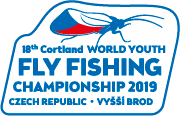 18th Cortland WORLD YOUTH
FLY FISHING
CHAMPIONSHIP 2019
CZECH REPUBLIC • VYŠŠÍ BROD